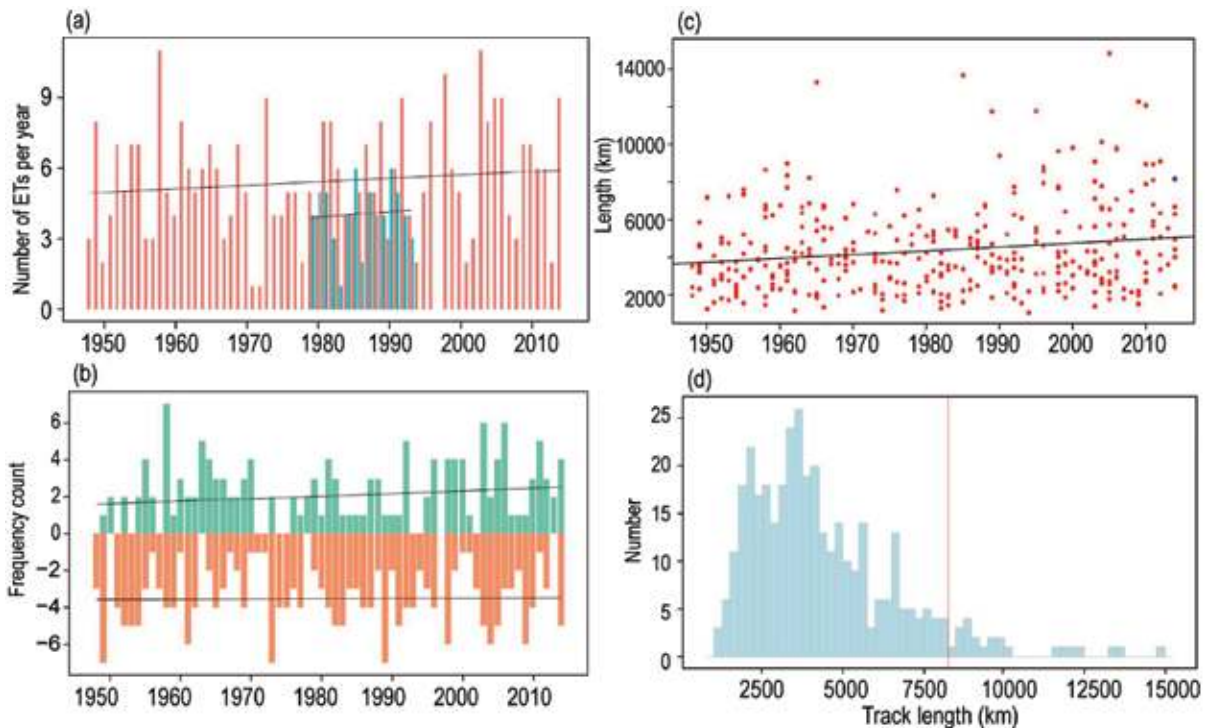 (a)
Number of ETs per year
9
6
3
0
1950 1960 1970 1980 1990 2000 2010
(b)
Frequency count
6
4
2
0
−2
−4
−6
1950 1960 1970 1980 1990 2000 2010
(c)
Length (km)
14000
10000
6000
2000
1950 1960 1970 1980 1990 2000 2010
(d)
Number
25
20
15
10
5
0
2500 5000 7500 10000 12500 15000
Track length (km)